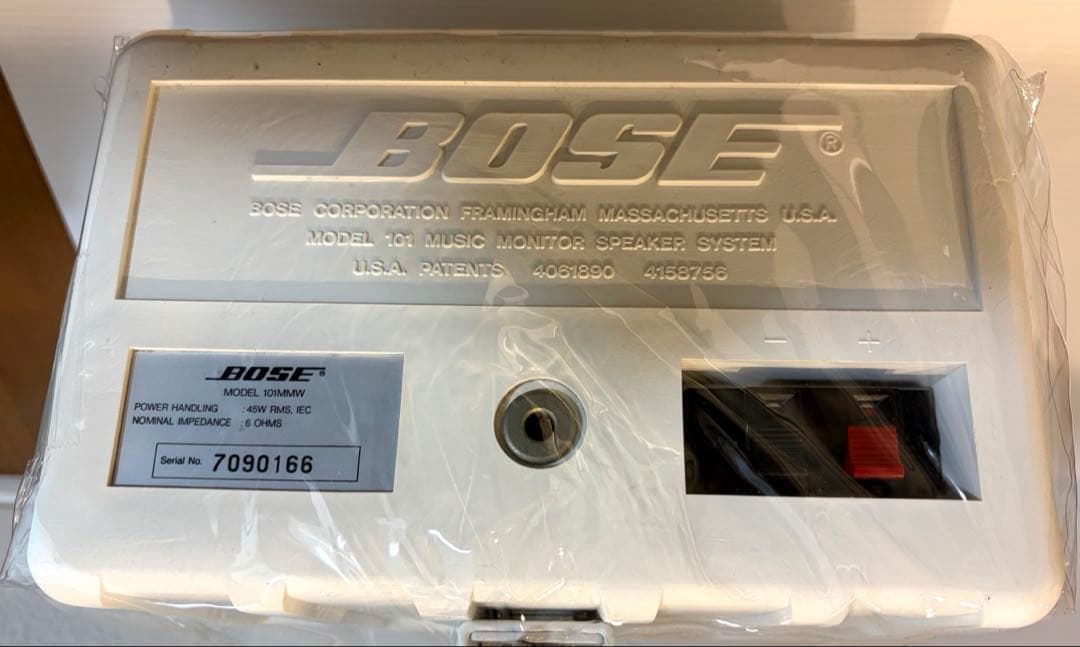 BOSE®
BOSE CORPORATION FRAMINGHAM MASSACHUSETTS U.S.A.
MODEL 101 MUSIC MONITOR SPEAKER SYSTEM
U.S.A. PATENTS 4061890 4158756
− +
BOSE®
MODEL 101MMW
POWER HANDLING : 45W RMS, IEC
NOMINAL IMPEDANCE : 6 OHMS
Serial No. 7090166